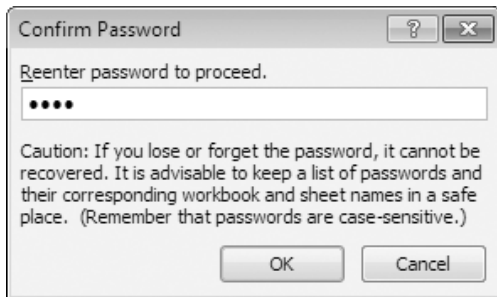 Confirm Password
Reenter password to proceed.
••••
Caution: If you lose or forget the password, it cannot be
recovered. It is advisable to keep a list of passwords and
their corresponding workbook and sheet names in a safe
place.  (Remember that passwords are case-sensitive.)
OK Cancel